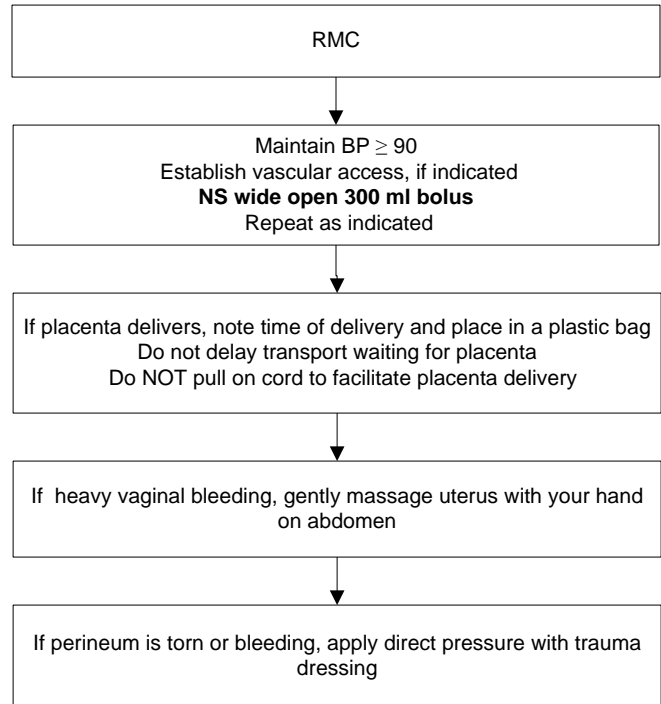 RMC
Maintain BP ≥ 90
Establish vascular access, if indicated
NS wide open 300 ml bolus
Repeat as indicated
If placenta delivers, note time of delivery and place in a plastic bag
Do not delay transport waiting for placenta
Do NOT pull on cord to facilitate placenta delivery
If  heavy vaginal bleeding, gently massage uterus with your hand
on abdomen
If perineum is torn or bleeding, apply direct pressure with trauma
dressing